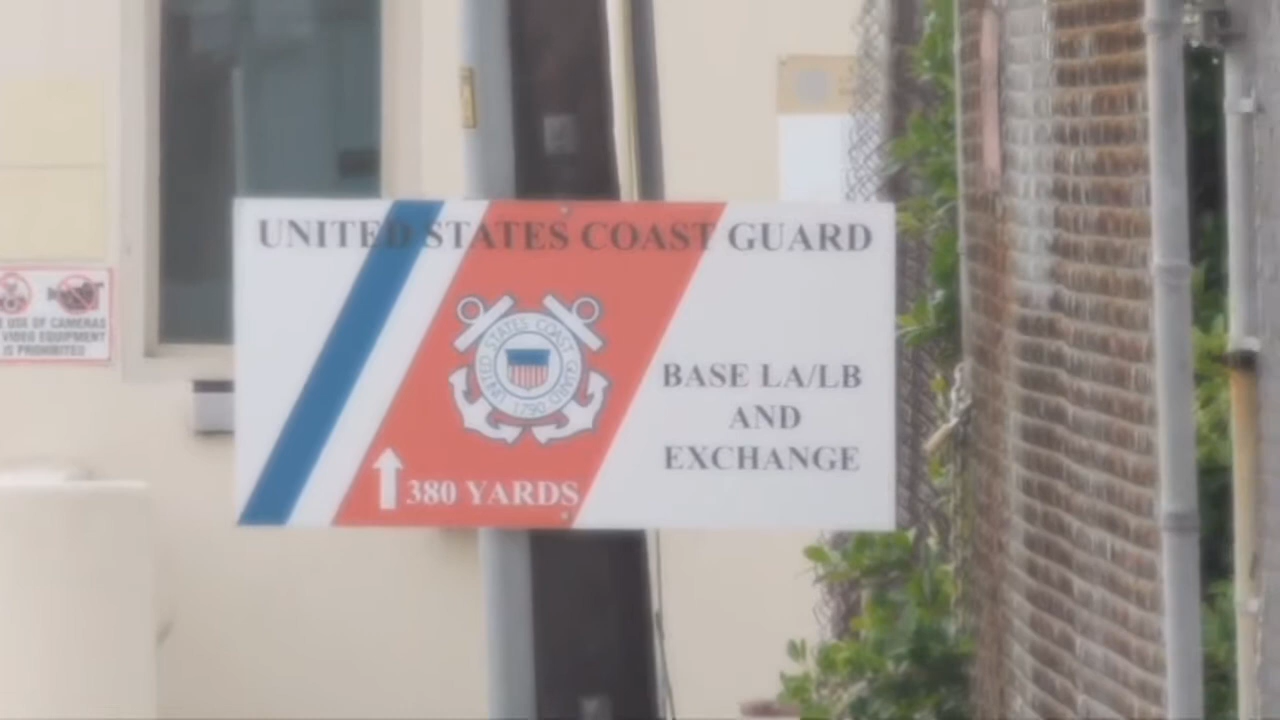 UNITED STATES COAST GUARD
UNITED STATES COAST GUARD
1790
BASE LA/LB
AND
EXCHANGE
380 YARDS
USE OF CAMERAS
VIDEO EQUIPMENT
IS PROHIBITED